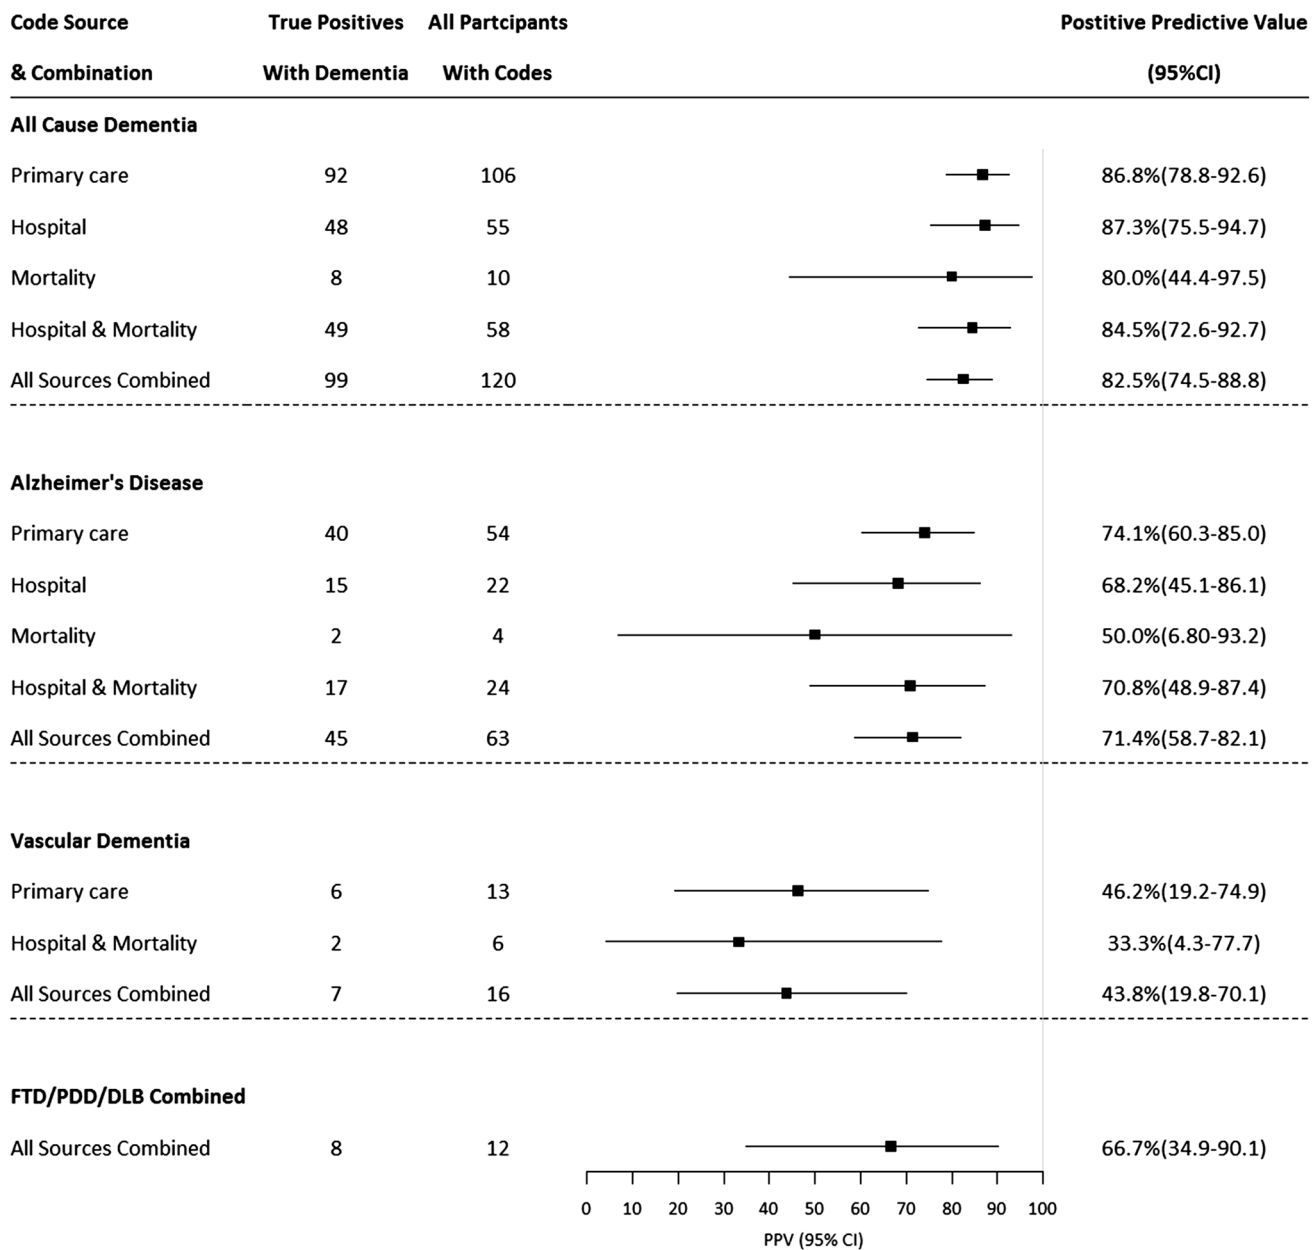 Code Source True Positives All Partcipants Postitive Predictive Value
& Combination With Dementia With Codes (95%CI)
All Cause Dementia
Primary care 92 106 86.8%(78.8-92.6)
Hospital 48 55 87.3%(75.5-94.7)
Mortality 8 10 80.0%(44.4-97.5)
Hospital & Mortality 49 58 84.5%(72.6-92.7)
All Sources Combined 99 120 82.5%(74.5-88.8)
Alzheimer's Disease
Primary care 40 54 74.1%(60.3-85.0)
Hospital 15 22 68.2%(45.1-86.1)
Mortality 2 4 50.0%(6.80-93.2)
Hospital & Mortality 17 24 70.8%(48.9-87.4)
All Sources Combined 45 63 71.4%(58.7-82.1)
Vascular Dementia
Primary care 6 13 46.2%(19.2-74.9)
Hospital & Mortality 2 6 33.3%(4.3-77.7)
All Sources Combined 7 16 43.8%(19.8-70.1)
FTD/PDD/DLB Combined
All Sources Combined 8 12 66.7%(34.9-90.1)
0 10 20 30 40 50 60 70 80 90 100
PPV (95% CI)